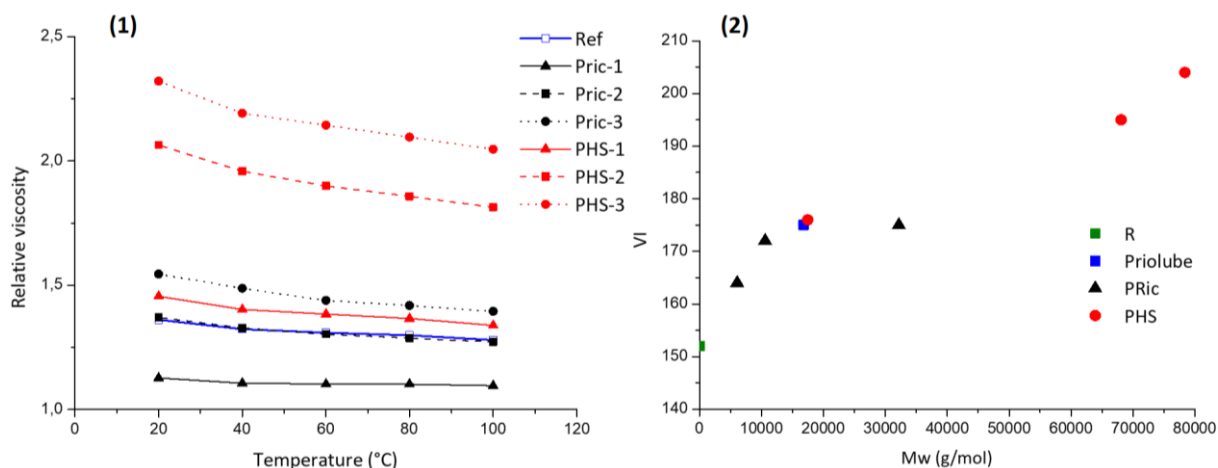 (1)
2,5
2,0
1,5
1,0
Relative viscosity
20
40
60
80
100
120
Temperature (°C)
Ref
Pric-1
Pric-2
Pric-3
PHS-1
PHS-2
PHS-3
(2)
210
200
190
180
170
160
150
140
VI
0
10000
20000
30000
40000
50000
60000
70000
80000
Mw (g/mol)
R
Priolube
PRic
PHS